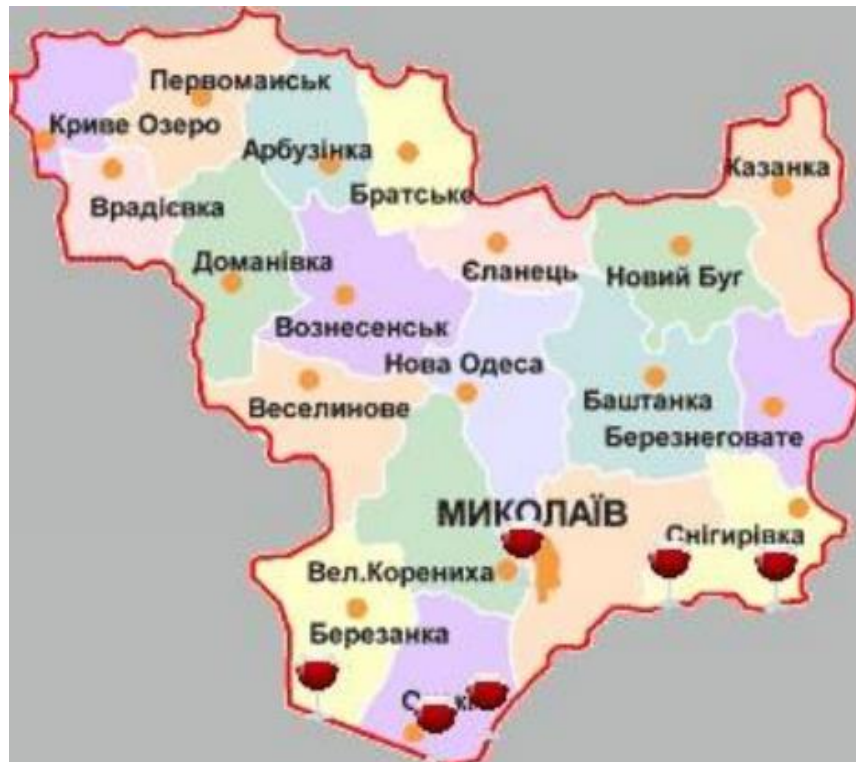 Первомаиськ
Криве Озеро
Арбузінка
Казанка
Братське
Врадієвка
Доманівка
Єланець
Новий Буг
Вознесенськ
Нова Одеса
Веселинове
Баштанка
Березнеговате
МИКОЛАЇВ
Снігирівка
Вел.Корениха
Березанка